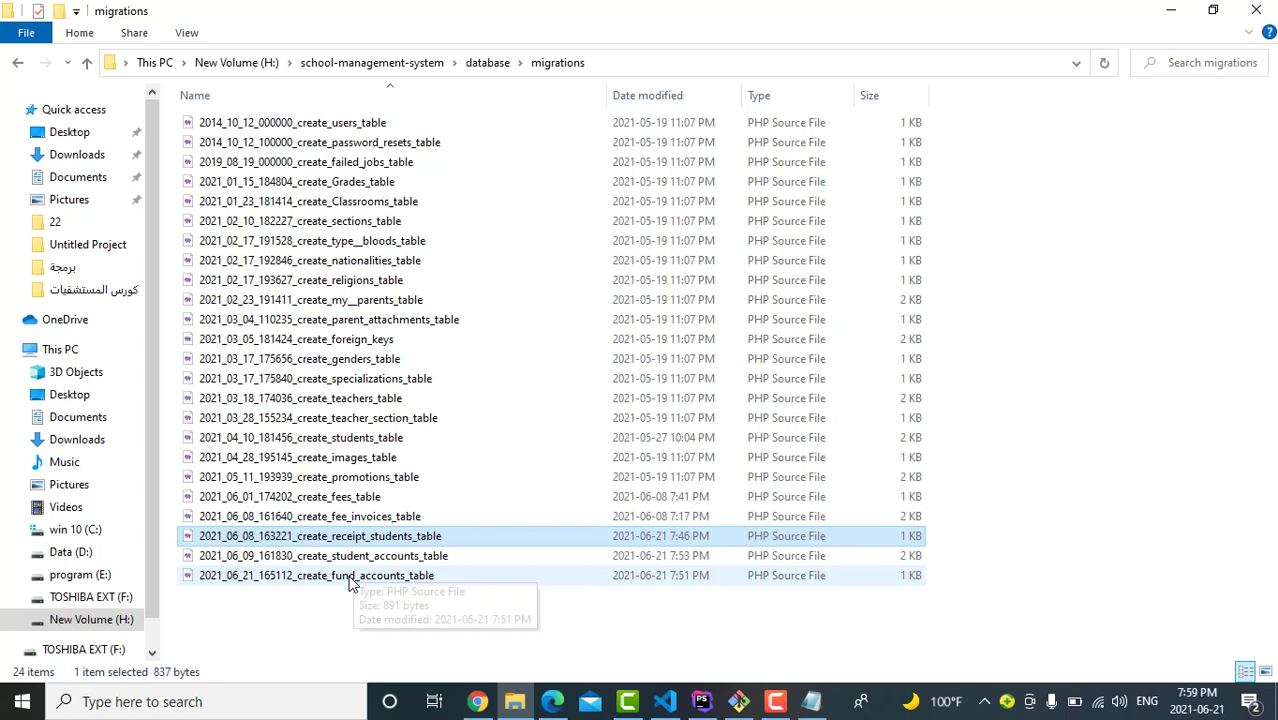 migrations
File
Home
Share
View
This PC
New Volume (H:)
school-management-system
database
migrations
Search migrations
Name
Date modified
Type
Size
Quick access
Desktop
Downloads
Documents
Pictures
22
Untitled Project
برمجة
كورس المستشفيات
OneDrive
This PC
3D Objects
Desktop
Documents
Downloads
Music
Pictures
Videos
win 10 (C:)
Data (D:)
program (E:)
TOSHIBA EXT (F:)
New Volume (H:)
TOSHIBA EXT (F:)
2014_10_12_000000_create_users_table 2021-05-19 11:07 PM PHP Source File 1 KB
2014_10_12_100000_create_password_resets_table 2021-05-19 11:07 PM PHP Source File 1 KB
2019_08_19_000000_create_failed_jobs_table 2021-05-19 11:07 PM PHP Source File 1 KB
2021_01_15_184804_create_Grades_table 2021-05-19 11:07 PM PHP Source File 1 KB
2021_01_23_181414_create_Classrooms_table 2021-05-19 11:07 PM PHP Source File 1 KB
2021_02_10_182227_create_sections_table 2021-05-19 11:07 PM PHP Source File 1 KB
2021_02_17_191528_create_type__bloods_table 2021-05-19 11:07 PM PHP Source File 1 KB
2021_02_17_192846_create_nationalities_table 2021-05-19 11:07 PM PHP Source File 1 KB
2021_02_17_193627_create_religions_table 2021-05-19 11:07 PM PHP Source File 1 KB
2021_02_23_191411_create_my__parents_table 2021-05-19 11:07 PM PHP Source File 2 KB
2021_03_04_110235_create_parent_attachments_table 2021-05-19 11:07 PM PHP Source File 1 KB
2021_03_05_181424_create_foreign_keys 2021-05-19 11:07 PM PHP Source File 2 KB
2021_03_17_175656_create_genders_table 2021-05-19 11:07 PM PHP Source File 1 KB
2021_03_17_175840_create_specializations_table 2021-05-19 11:07 PM PHP Source File 1 KB
2021_03_18_174036_create_teachers_table 2021-05-19 11:07 PM PHP Source File 2 KB
2021_03_28_155234_create_teacher_section_table 2021-05-19 11:07 PM PHP Source File 1 KB
2021_04_10_181456_create_students_table 2021-05-27 10:04 PM PHP Source File 2 KB
2021_04_28_195145_create_images_table 2021-05-19 11:07 PM PHP Source File 1 KB
2021_05_11_193939_create_promotions_table 2021-05-19 11:07 PM PHP Source File 2 KB
2021_06_01_174202_create_fees_table 2021-06-08 7:41 PM PHP Source File 1 KB
2021_06_08_161640_create_fee_invoices_table 2021-06-08 7:17 PM PHP Source File 2 KB
2021_06_08_163221_create_receipt_students_table 2021-06-21 7:46 PM PHP Source File 1 KB
2021_06_09_161830_create_student_accounts_table 2021-06-21 7:53 PM PHP Source File 2 KB
2021_06_21_165112_create_fund_accounts_table 2021-06-21 7:51 PM PHP Source File 1 KB
Type: PHP Source File
Size: 891 bytes
Date modified: 2021-06-21 7:51 PM
24 items
1 item selected 837 bytes
Type here to search
PS
100°F
ENG
7:59 PM
2021-06-21
2